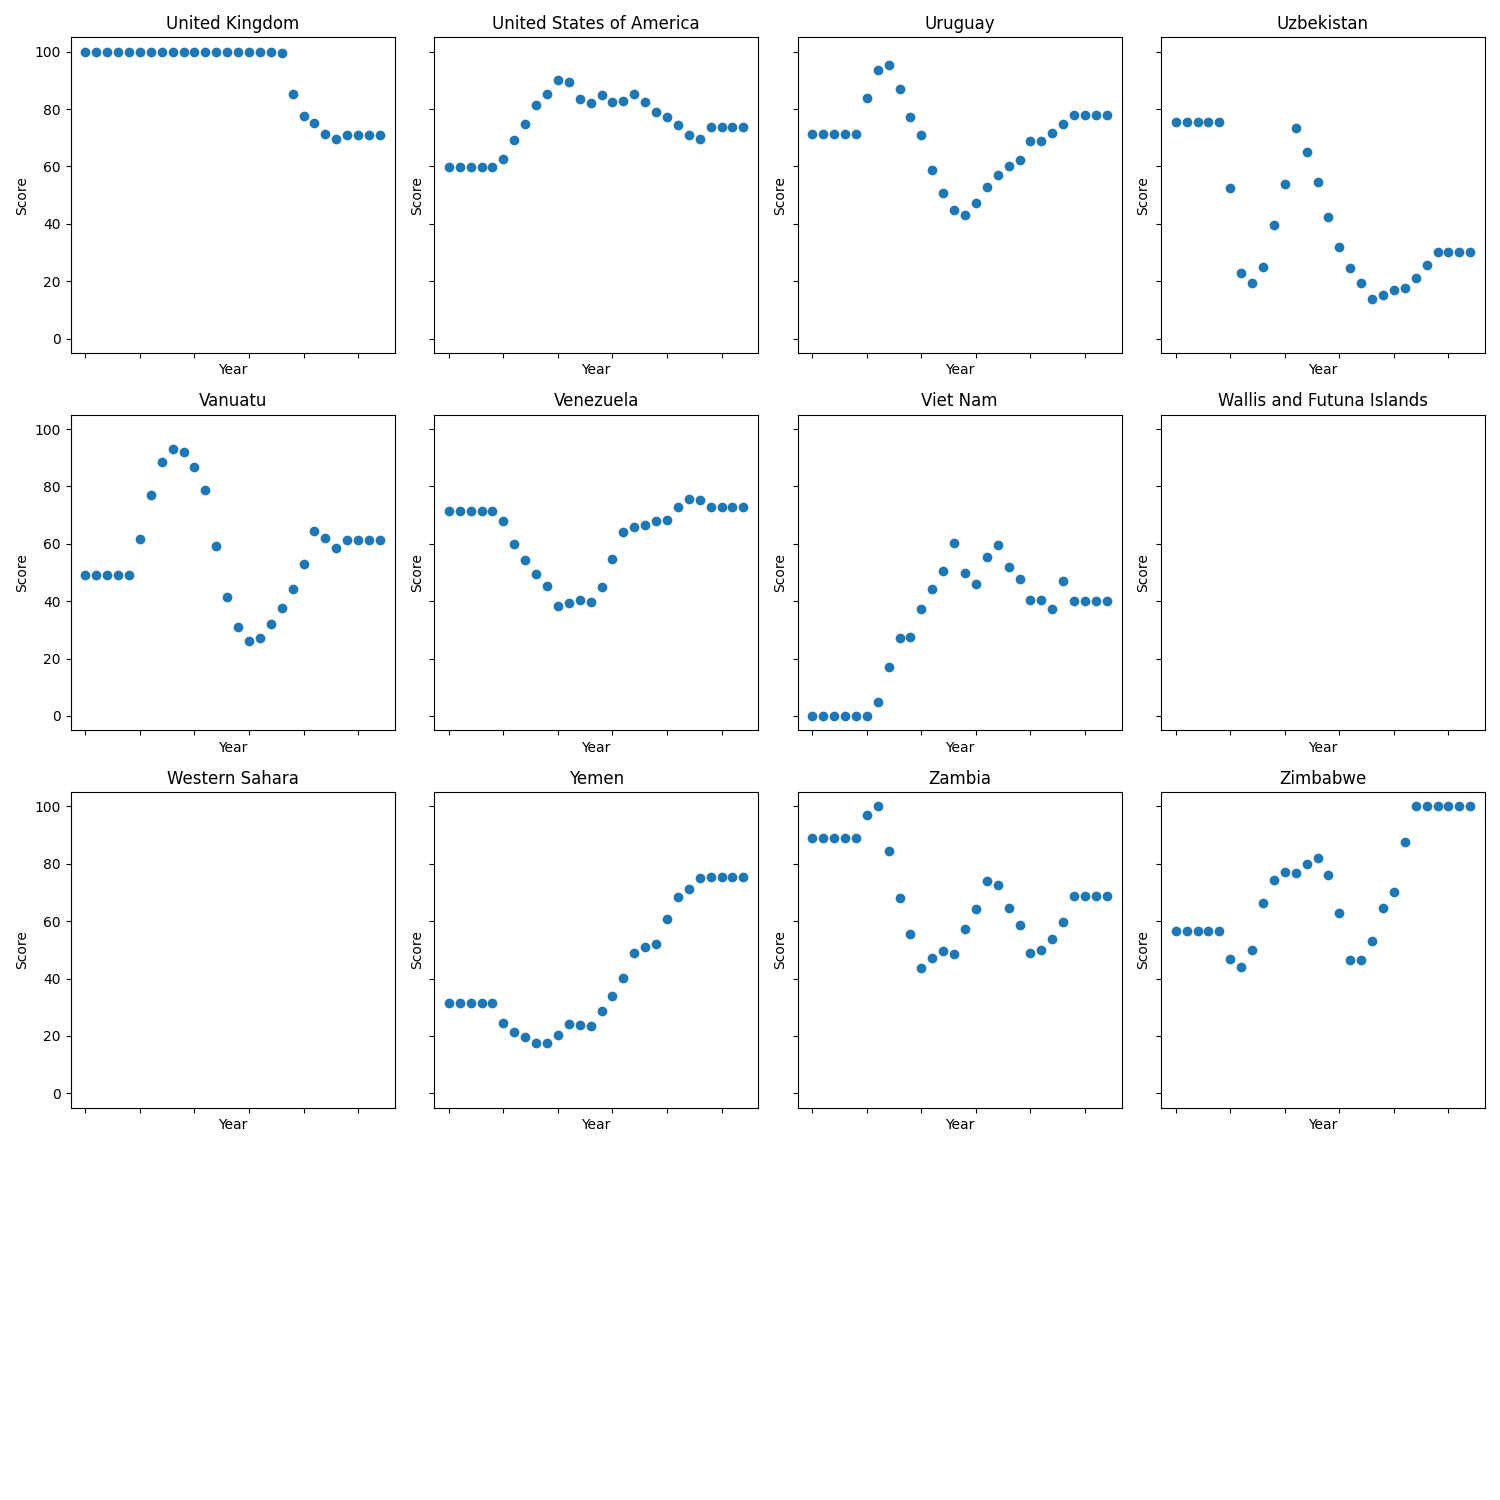 United Kingdom
United States of America
Uruguay
Uzbekistan
100
80
60
40
20
0
Score
Score
Score
Score
Year
Year
Year
Year
Vanuatu
Venezuela
Viet Nam
Wallis and Futuna Islands
100
80
60
40
20
0
Score
Score
Score
Score
Year
Year
Year
Year
Western Sahara
Yemen
Zambia
Zimbabwe
100
80
60
40
20
0
Score
Score
Score
Score
Year
Year
Year
Year